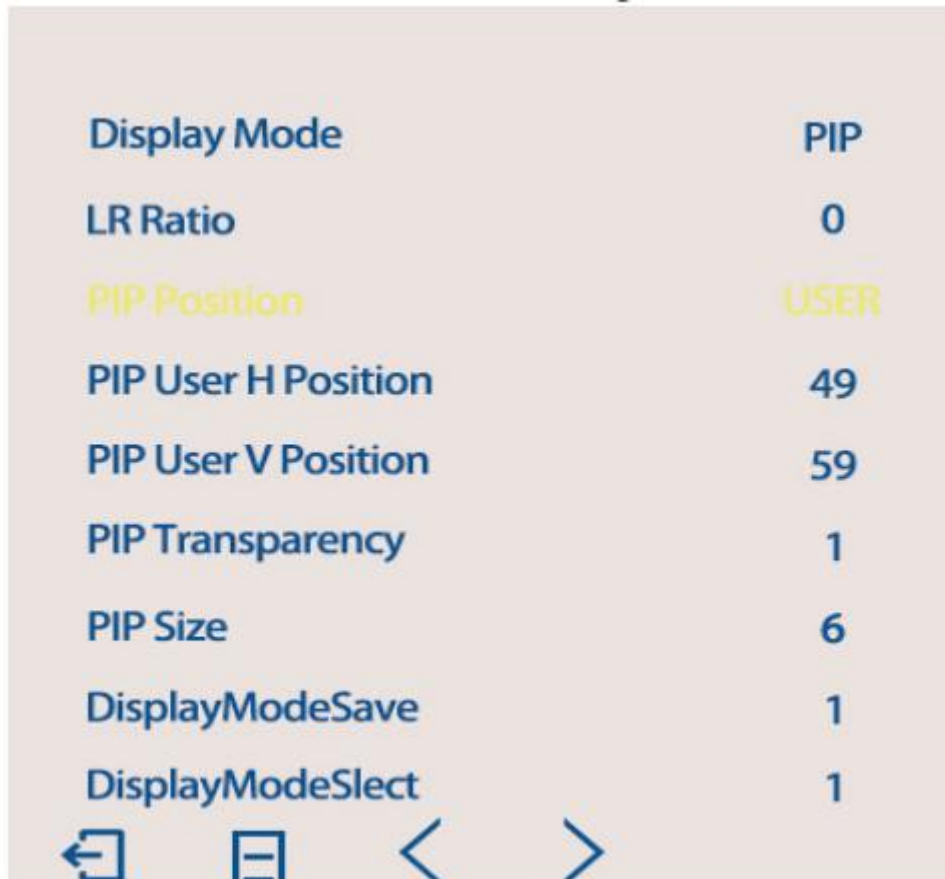 Display Mode PIP
LR Ratio 0
PIP Position USER
PIP User H Position 49
PIP User V Position 59
PIP Transparency 1
PIP Size 6
DisplayModeSave 1
DisplayModeSlect 1